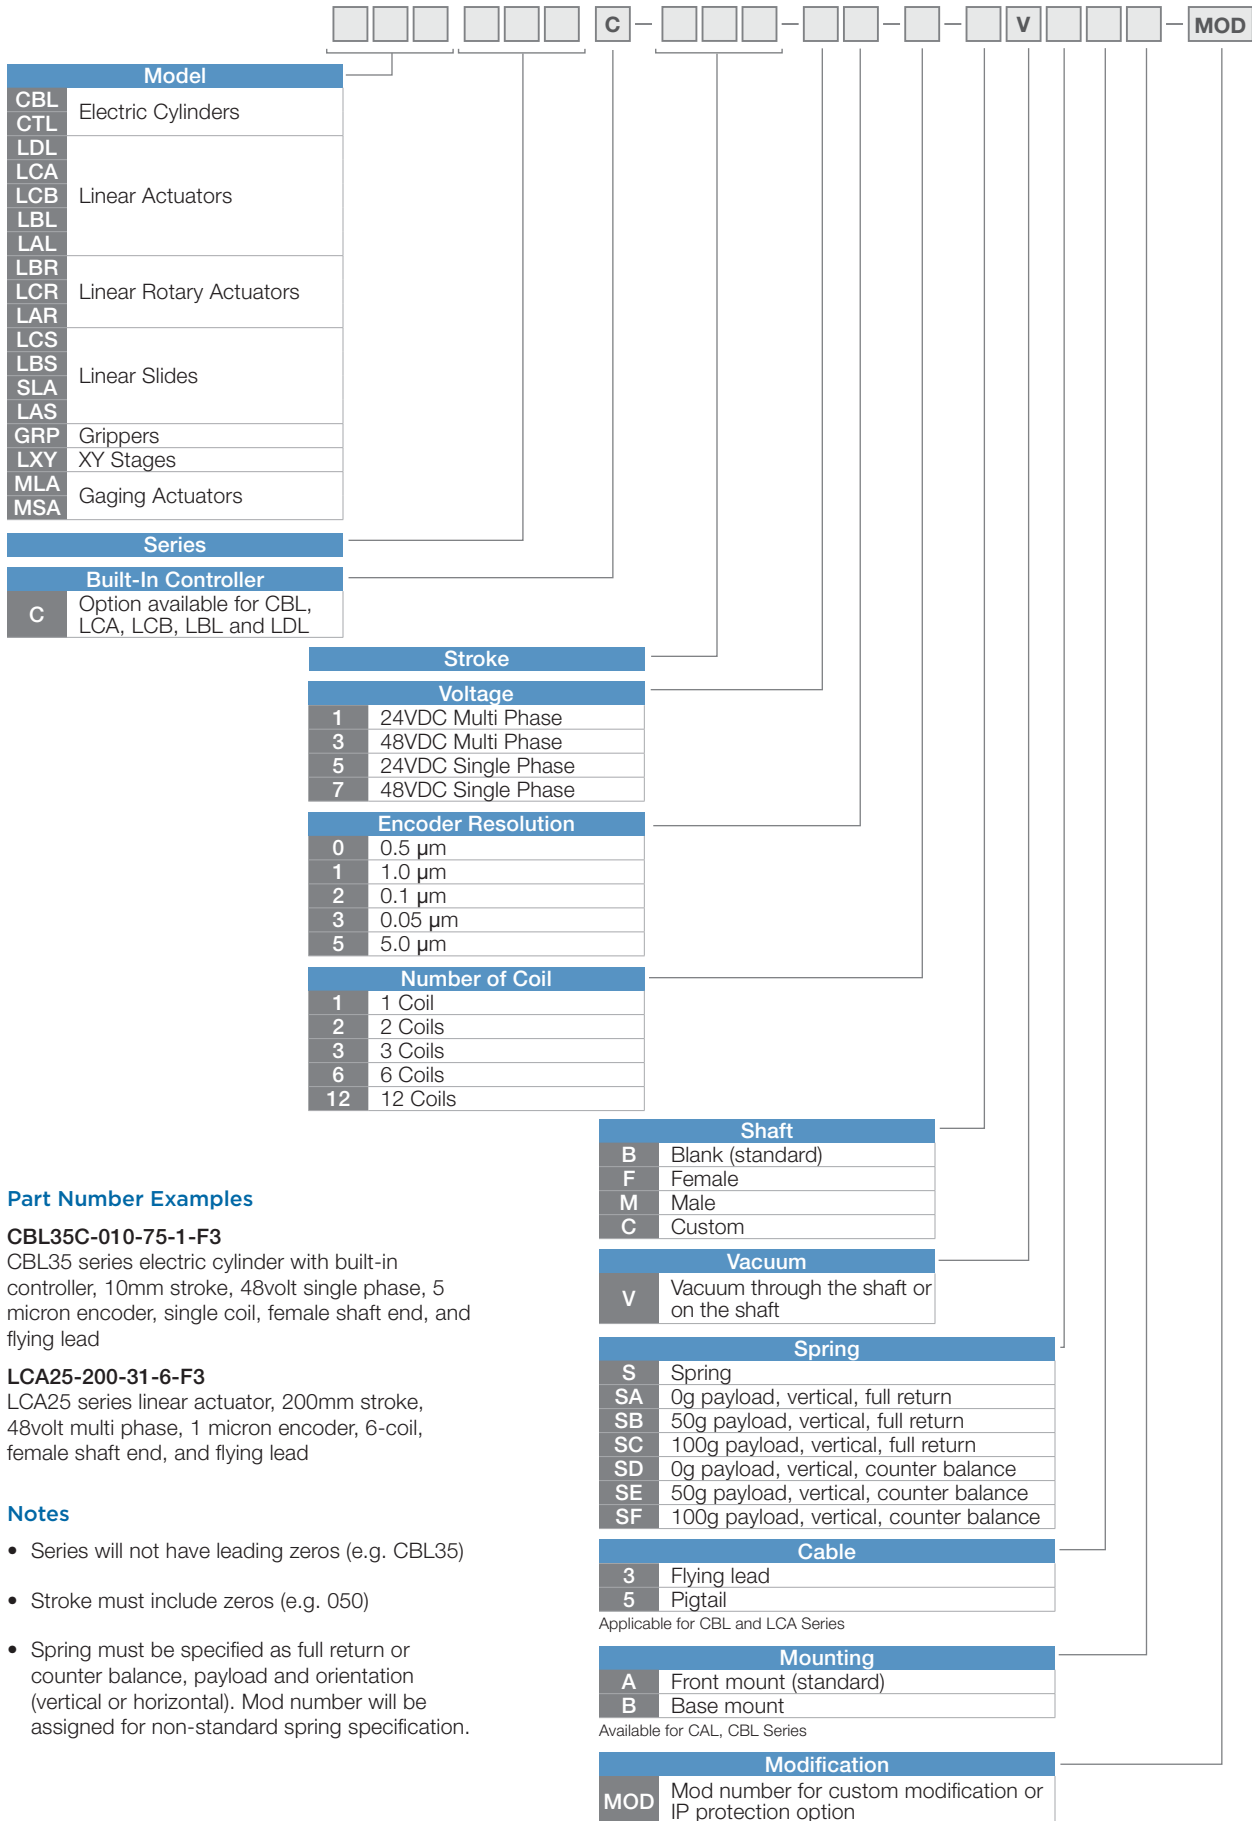 C – – – – V – MOD
Model
CBL
CTL
Electric Cylinders
LDL
LCA
LCB
LBL
LAL
Linear Actuators
LBR
LCR
LAR
Linear Rotary Actuators
LCS
LBS
SLA
LAS
Linear Slides
GRP Grippers
LXY XY Stages
MLA
MSA
Gaging Actuators
Series
Built-In Controller
C
Option available for CBL,
LCA, LCB, LBL and LDL
Stroke
Voltage
1 24VDC Multi Phase
3 48VDC Multi Phase
5 24VDC Single Phase
7 48VDC Single Phase
Encoder Resolution
0 0.5 µm
1 1.0 µm
2 0.1 µm
3 0.05 µm
5 5.0 µm
Number of Coil
1 1 Coil
2 2 Coils
3 3 Coils
6 6 Coils
12 12 Coils
Shaft
B Blank (standard)
F Female
M Male
C Custom
Vacuum
V
Vacuum through the shaft or
on the shaft
Spring
S Spring
SA 0g payload, vertical, full return
SB 50g payload, vertical, full return
SC 100g payload, vertical, full return
SD 0g payload, vertical, counter balance
SE 50g payload, vertical, counter balance
SF 100g payload, vertical, counter balance
Cable
3 Flying lead
5 Pigtail
Applicable for CBL and LCA Series
Mounting
A Front mount (standard)
B Base mount
Available for CAL, CBL Series
Modification
MOD
Mod number for custom modification or
IP protection option
Part Number Examples
CBL35C-010-75-1-F3
CBL35 series electric cylinder with built-in
controller, 10mm stroke, 48volt single phase, 5
micron encoder, single coil, female shaft end, and
flying lead
LCA25-200-31-6-F3
LCA25 series linear actuator, 200mm stroke,
48volt multi phase, 1 micron encoder, 6-coil,
female shaft end, and flying lead
Notes
• Series will not have leading zeros (e.g. CBL35)
• Stroke must include zeros (e.g. 050)
• Spring must be specified as full return or
counter balance, payload and orientation
(vertical or horizontal). Mod number will be
assigned for non-standard spring specification.